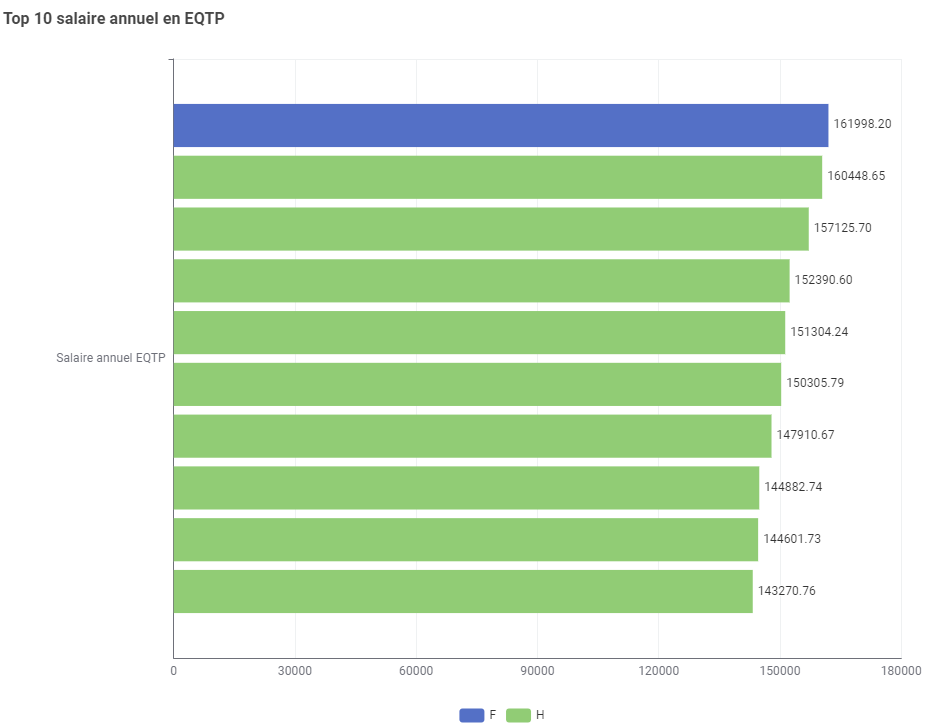 Top 10 salaire annuel en EQTP
161998.20
160448.65
157125.70
152390.60
151304.24
Salaire annuel EQTP
150305.79
147910.67
144882.74
144601.73
143270.76
0 30000 60000 90000 120000 150000 180000
F H